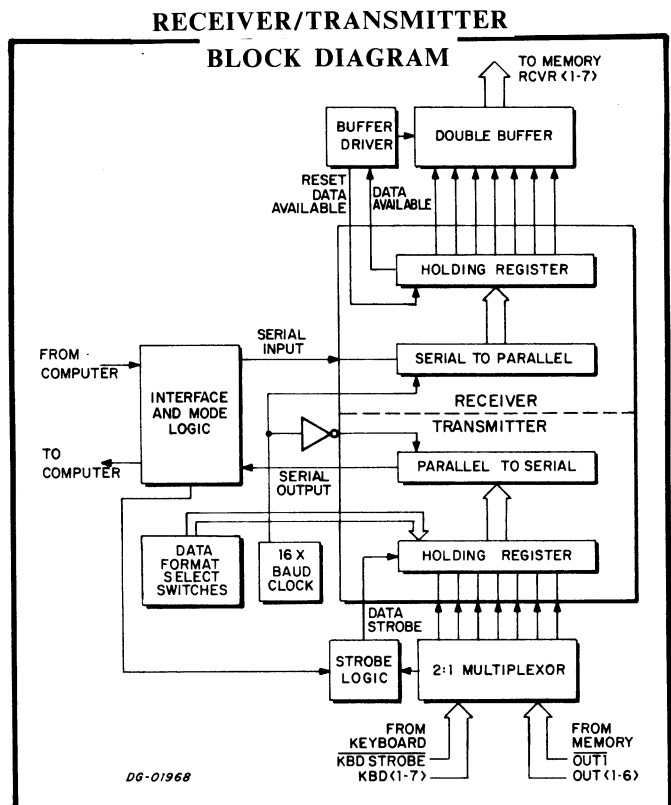 RECEIVER/TRANSMITTER
BLOCK DIAGRAM
TO MEMORY
RCVR <1-7>
BUFFER
DRIVER
DOUBLE BUFFER
RESET
DATA
AVAILABLE
DATA
AVAILABLE
HOLDING REGISTER
SERIAL
INPUT
FROM
COMPUTER
SERIAL TO PARALLEL
INTERFACE
AND MODE
LOGIC
RECEIVER
TRANSMITTER
TO
COMPUTER
SERIAL
OUTPUT
PARALLEL TO SERIAL
DATA
FORMAT
SELECT
SWITCHES
16 X
BAUD
CLOCK
HOLDING REGISTER
DATA
STROBE
STROBE
LOGIC
2:1 MULTIPLEXOR
FROM
KEYBOARD
KBD STROBE
KBD <1-7>
FROM
MEMORY
OUT1
OUT <1-6>
DG-01968